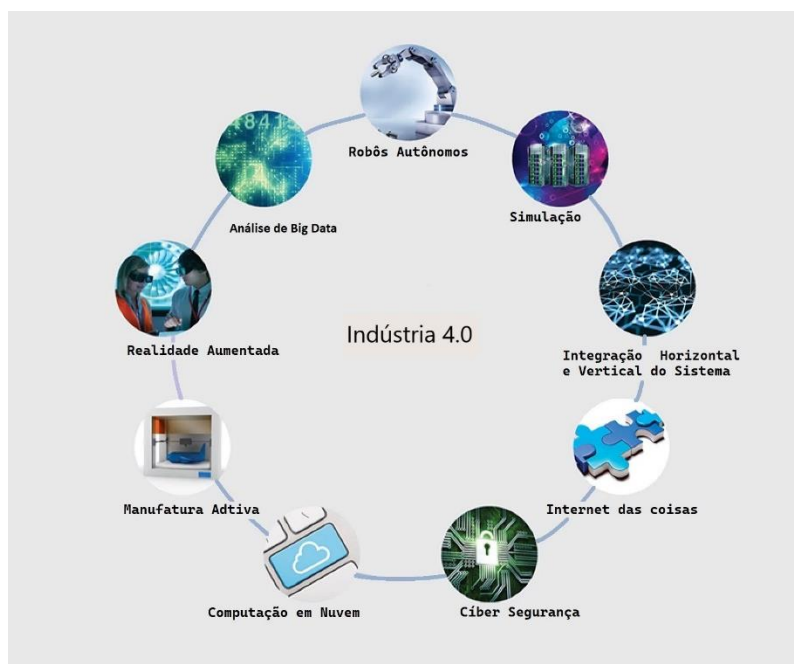 Robôs Autônomos
Simulação
Análise de Big Data
Realidade Aumentada
Indústria 4.0
Integração Horizontal
e Vertical do Sistema
Manufatura Adtiva
Internet das coisas
Computação em Nuvem
Cíber Segurança